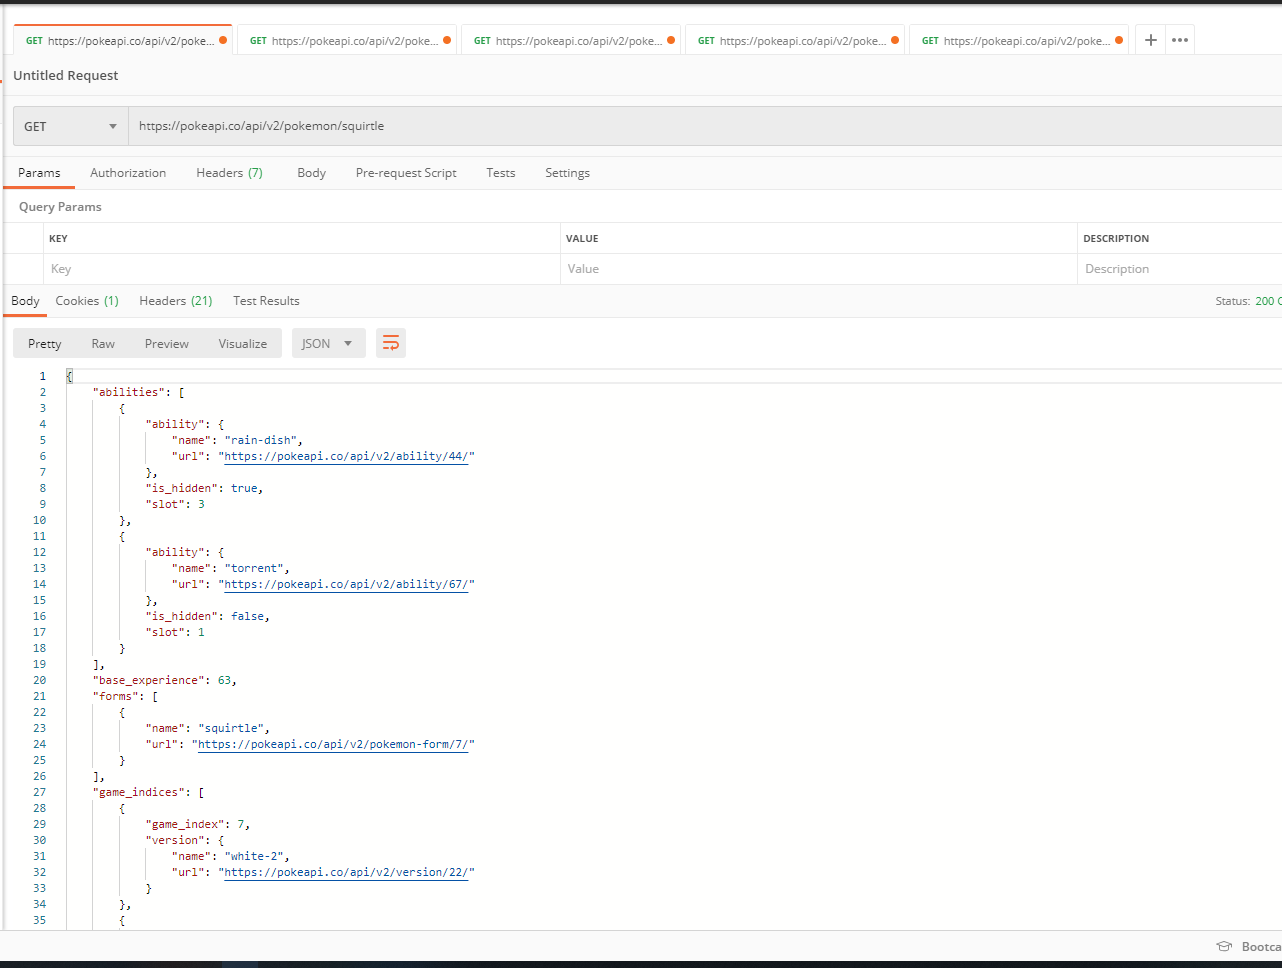 GET https://pokeapi.co/api/v2/poke... GET https://pokeapi.co/api/v2/poke... GET https://pokeapi.co/api/v2/poke... GET https://pokeapi.co/api/v2/poke... GET https://pokeapi.co/api/v2/poke... + •••
Untitled Request
GET https://pokeapi.co/api/v2/pokemon/squirtle
Params Authorization Headers (7) Body Pre-request Script Tests Settings
Query Params
KEY VALUE DESCRIPTION
Key Value Description
Body Cookies (1) Headers (21) Test Results Status: 200 O
Pretty Raw Preview Visualize JSON
1 {
2 "abilities": [
3 {
4 "ability": {
5 "name": "rain-dish",
6 "url": "https://pokeapi.co/api/v2/ability/44/"
7 },
8 "is_hidden": true,
9 "slot": 3
10 },
11 {
12 "ability": {
13 "name": "torrent",
14 "url": "https://pokeapi.co/api/v2/ability/67/"
15 },
16 "is_hidden": false,
17 "slot": 1
18 }
19 ],
20 "base_experience": 63,
21 "forms": [
22 {
23 "name": "squirtle",
24 "url": "https://pokeapi.co/api/v2/pokemon-form/7/"
25 }
26 ],
27 "game_indices": [
28 {
29 "game_index": 7,
30 "version": {
31 "name": "white-2",
32 "url": "https://pokeapi.co/api/v2/version/22/"
33 }
34 },
35 {
Bootca